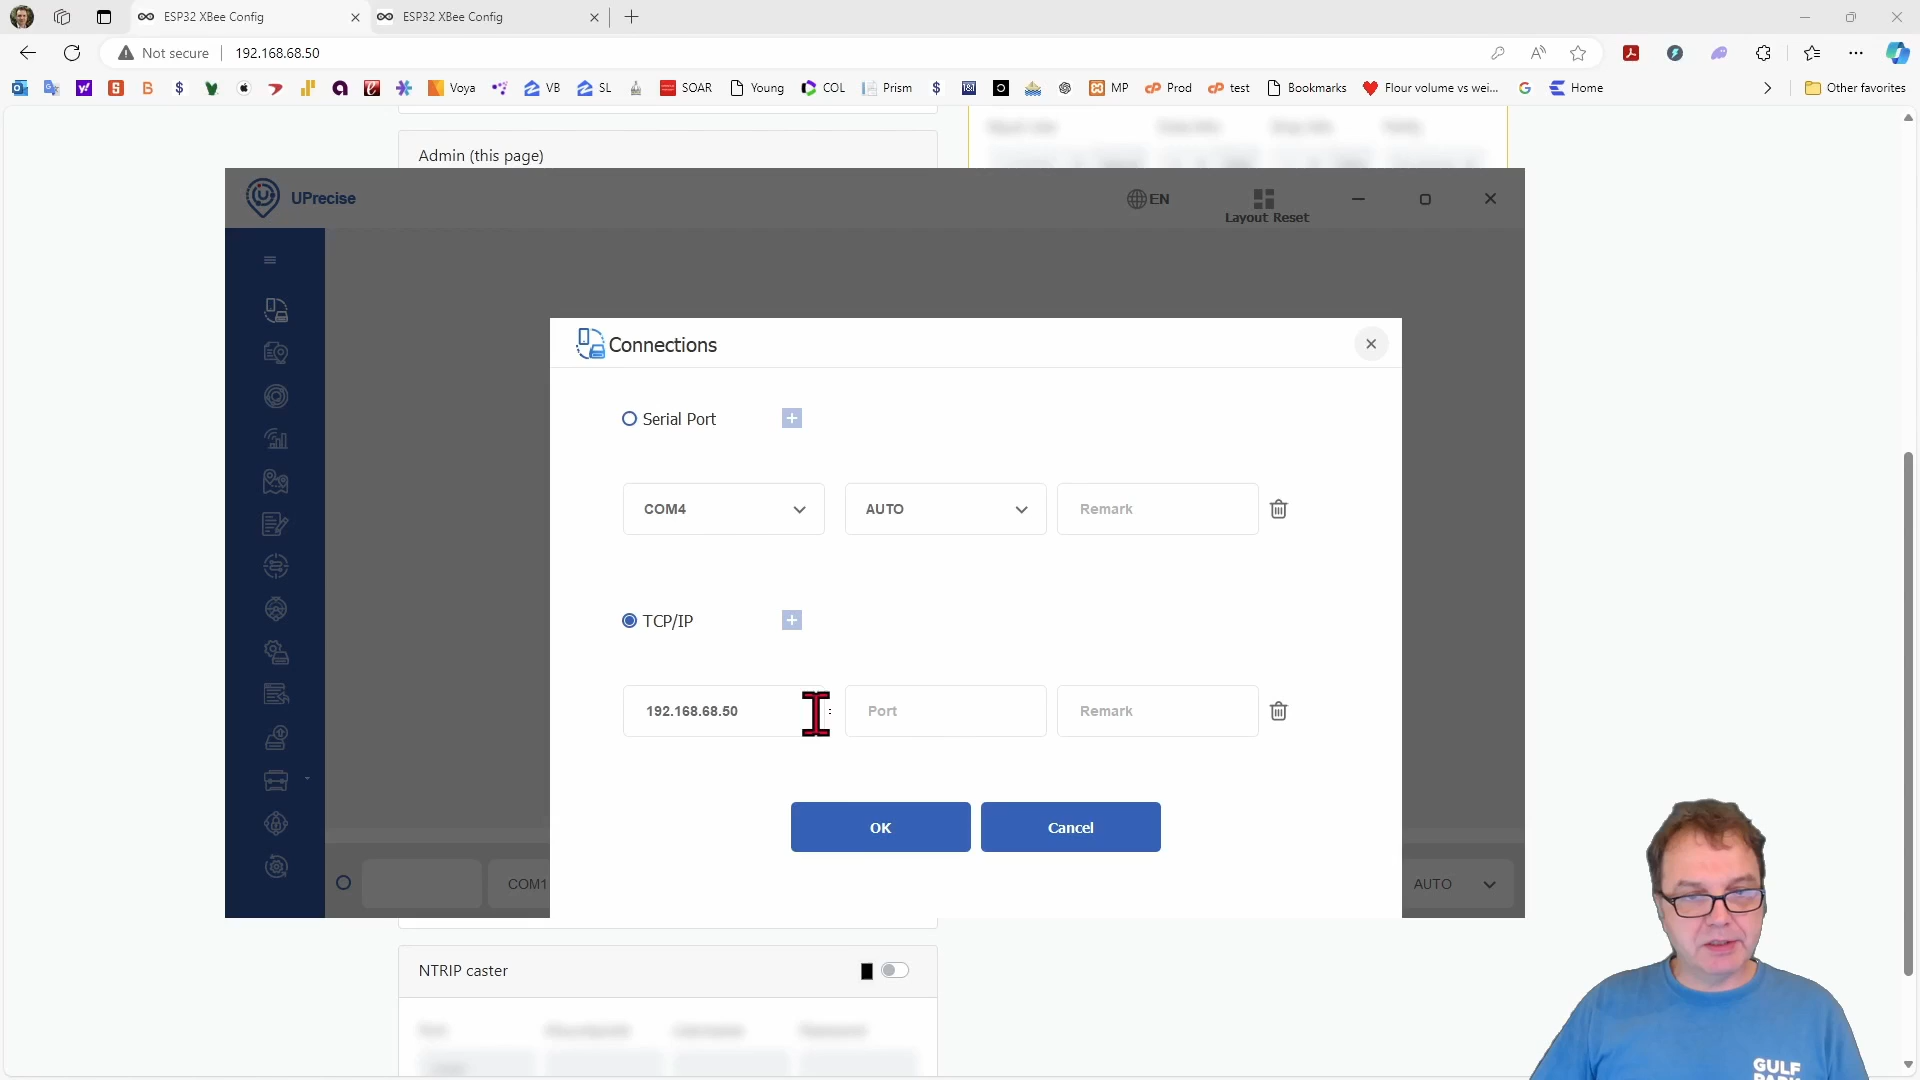 ESP32 XBee Config
ESP32 XBee Config
Not secure
192.168.68.50
Voya
VB
SL
SOAR
Young
COL
Prism
MP
Prod
test
Bookmarks
Flour volume vs wei...
Home
Other favorites
Admin (this page)
UPrecise
EN
Layout Reset
Connections
Serial Port
COM4
AUTO
Remark
TCP/IP
192.168.68.50
:
Port
Remark
OK
Cancel
COM1
AUTO
NTRIP caster
GULF